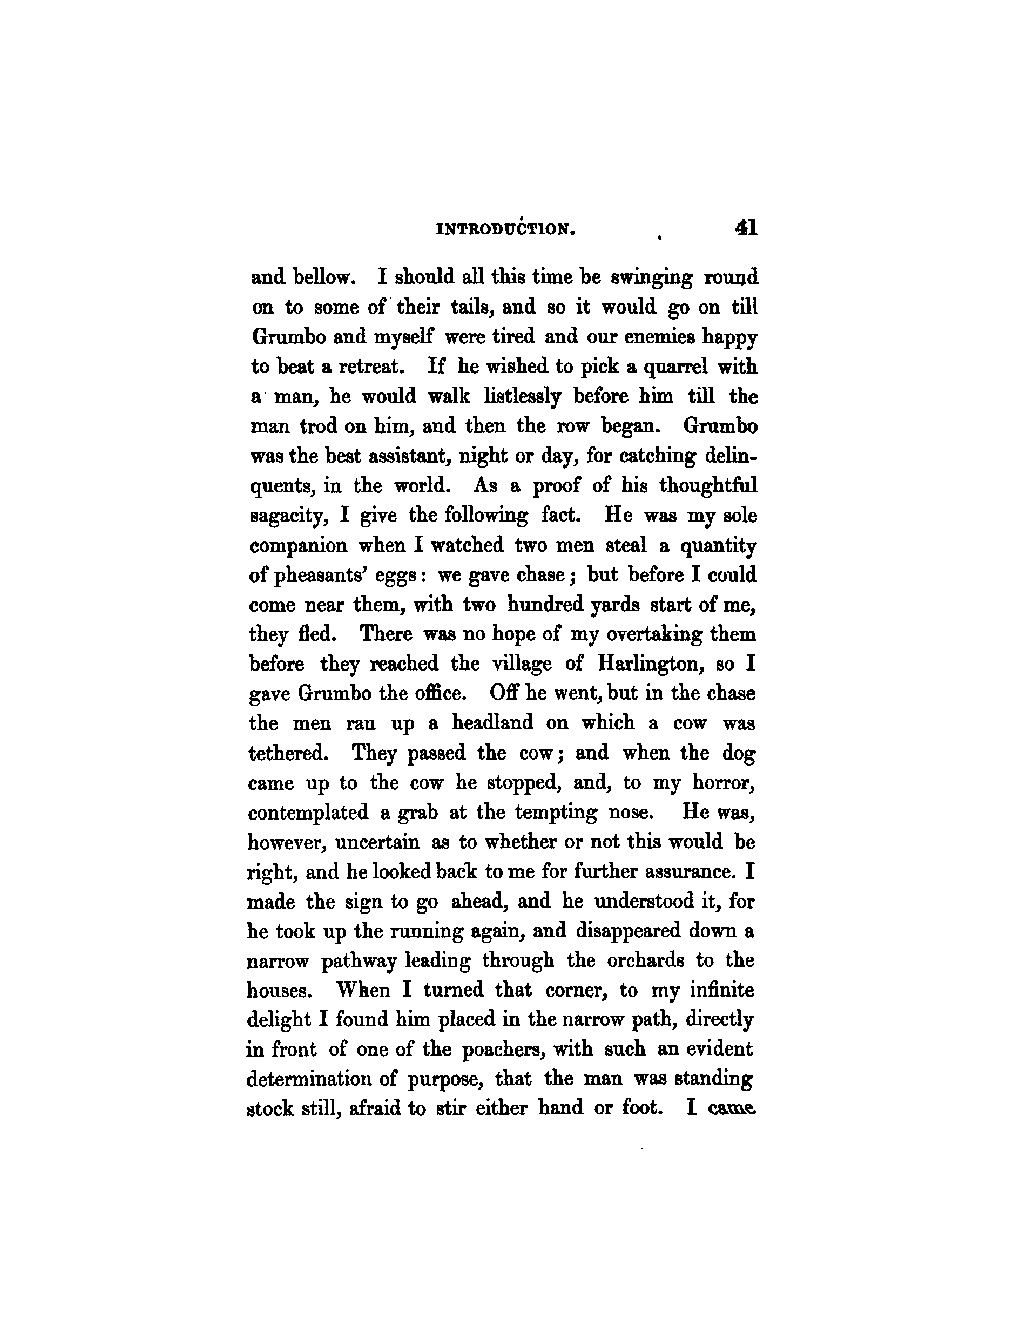 INTRODUCTION. 41
and bellow. I should all this time be swinging round
on to some of their tails, and so it would go on till
Grumbo and myself were tired and our enemies happy
to beat a retreat. If he wished to pick a quarrel with
a man, he would walk listlessly before him till the
man trod on him, and then the row began. Grumbo
was the best assistant, night or day, for catching delin-
quents, in the world. As a proof of his thoughtful
sagacity, I give the following fact. He was my sole
companion when I watched two men steal a quantity
of pheasants' eggs: we gave chase; but before I could
come near them, with two hundred yards start of me,
they fled. There was no hope of my overtaking them
before they reached the village of Harlington, so I
gave Grumbo the office. Off he went, but in the chase
the men ran up a headland on which a cow was
tethered. They passed the cow; and when the dog
came up to the cow he stopped, and, to my horror,
contemplated a grab at the tempting nose. He was,
however, uncertain as to whether or not this would be
right, and he looked back to me for further assurance. I
made the sign to go ahead, and he understood it, for
he took up the running again, and disappeared down a
narrow pathway leading through the orchards to the
houses. When I turned that corner, to my infinite
delight I found him placed in the narrow path, directly
in front of one of the poachers, with such an evident
determination of purpose, that the man was standing
stock still, afraid to stir either hand or foot. I came